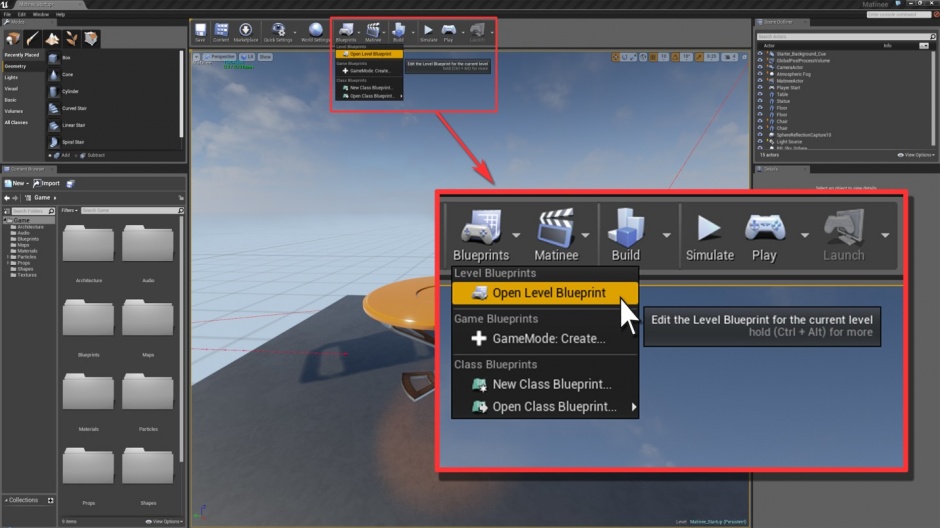 Matinee
File Edit Window Help
Modes
Save
Content
Marketplace
Quick Settings
World Settings
Blueprints
Matinee
Build
Simulate
Play
Launch
Recently Placed
Geometry
Lights
Visual
Basic
Volumes
All Classes
Box
Cone
Cylinder
Curved Stair
Linear Stair
Spiral Stair
Add
Subtract
Content Browser
New
Import
Game
Search Folders
Filters
Search Game
Game
Architecture
Audio
Blueprints
Maps
Materials
Particles
Props
Shapes
Textures
Architecture
Audio
Blueprints
Maps
Materials
Particles
Props
Shapes
Collections
9 items
View Options
Perspective
Lit
Show
Level Blueprints
Open Level Blueprint
Game Blueprints
GameMode: Create...
Class Blueprints
New Class Blueprint...
Open Class Blueprint...
Edit the Level Blueprint for the current level
hold (Ctrl + Alt) for more
Blueprints
Matinee
Build
Simulate
Play
Launch
Level Blueprints
Open Level Blueprint
Edit the Level Blueprint for the current level
hold (Ctrl + Alt) for more
Game Blueprints
GameMode: Create...
Class Blueprints
New Class Blueprint...
Open Class Blueprint...
Level: Matinee_Startup (Persistent)
Scene Outliner
Search
Actor
Info
Starter_Background_Cue
GlobalPostProcessVolume
CameraActor
Atmospheric Fog
MatineeActor
Player Start
Table
Statue
Floor
Floor
Chair
Chair
SphereReflectionCapture10
Light Source
15 actors
View Options
Details
Select an object to view details.